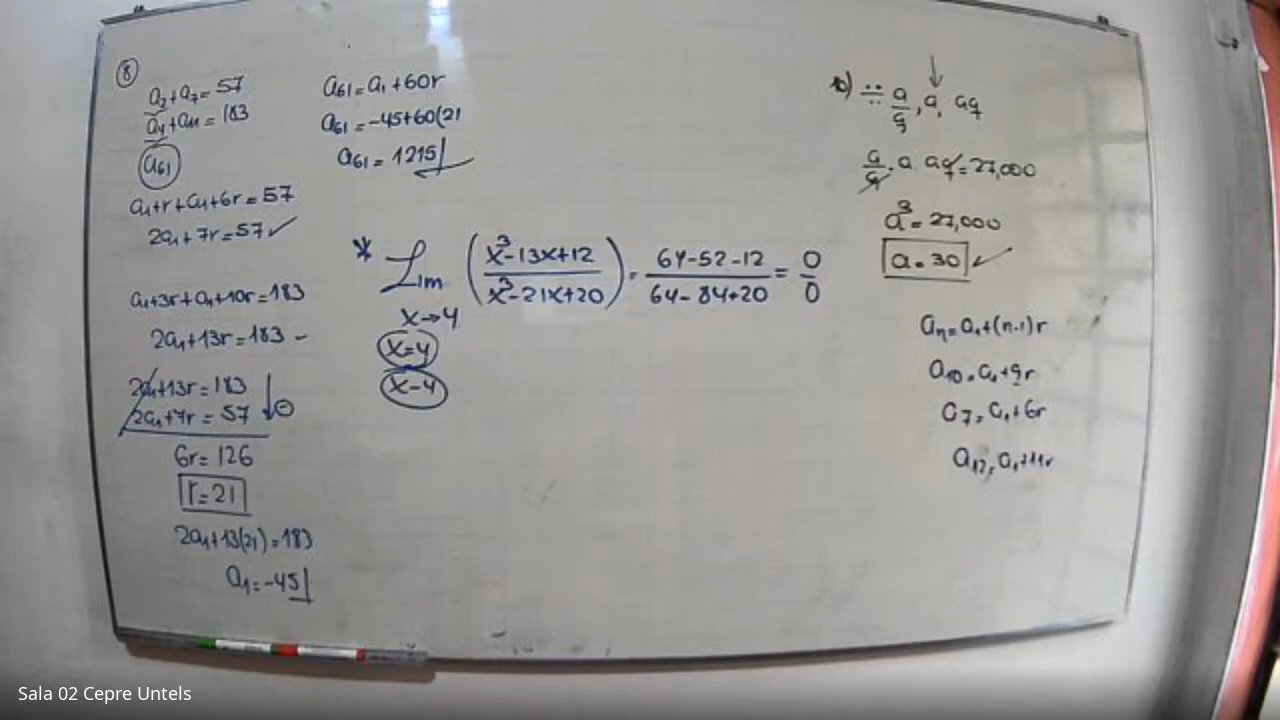 8
a₂+a₇=57
a₄+a₁₁=183
a₆₁
a₁+r+a₁+6r=57
2a₁+7r=57✓
a₁+3r+a₁+10r=183
2a₁+13r=183 -
2a₁+13r=183
2a₁+7r=57 ↓⊖
6r=126
r=21
2a₁+13(21)=183
a₁=-45
a₆₁=a₁+60r
a₆₁=-45+60(21
a₆₁=1215
* Lim (x³-13x+12 / x³-21x+20) = 64-52-12 / 64-84+20 = 0/0
x→4
x=4
x-4
10) ÷÷ a/q, a, aq
a/q . a . aq=27,000
a³=27,000
a=30 ✓
aₙ=a₁+(n-1)r
a₁₀=a₁+9r
a₇=a₁+6r
a₁₂=a₁+11r
Sala 02 Cepre Untels